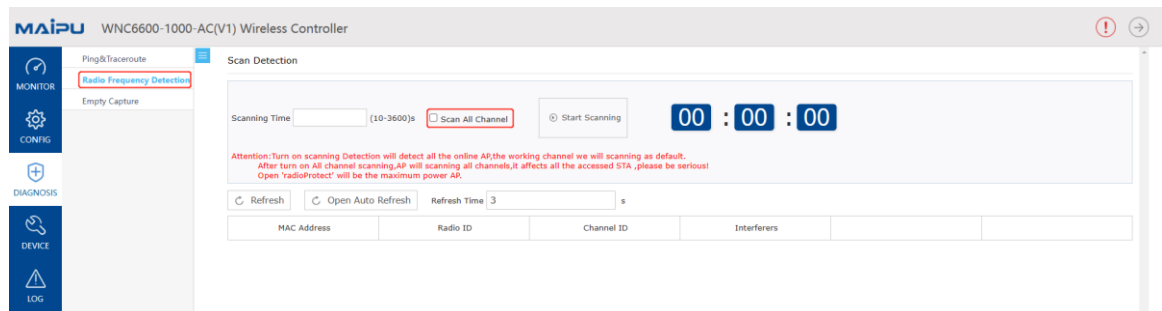 MAIPU WNC6600-1000-AC(V1) Wireless Controller
MONITOR
CONFIG
DIAGNOSIS
DEVICE
LOG
Ping&Traceroute
Radio Frequency Detection
Empty Capture
Scan Detection
Scanning Time (10-3600)s Scan All Channel Start Scanning 00 : 00 : 00
Attention:Turn on scanning Detection will detect all the online AP,the working channel we will scanning as default.
After turn on All channel scanning,AP will scanning all channels,it affects all the accessed STA ,please be serious!
Open 'radioProtect' will be the maximum power AP.
Refresh Open Auto Refresh Refresh Time 3 s
MAC Address Radio ID Channel ID Interferers